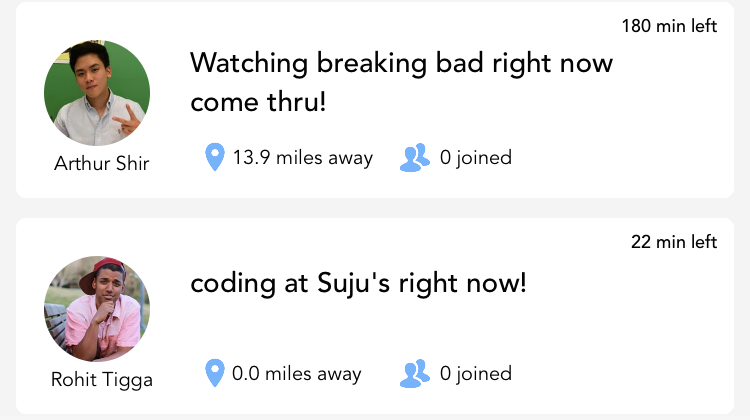 180 min left
Watching breaking bad right now
come thru!
Arthur Shir
13.9 miles away
0 joined
22 min left
coding at Suju's right now!
Rohit Tigga
0.0 miles away
0 joined